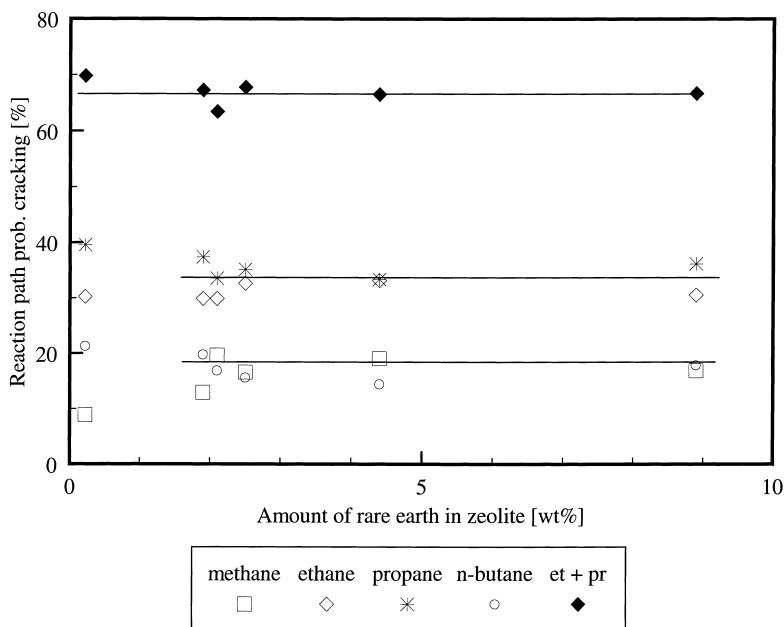 80
60
40
20
0
Reaction path prob. cracking [%]
0 5 10
Amount of rare earth in zeolite [wt%]
methane ethane propane n-butane et + pr